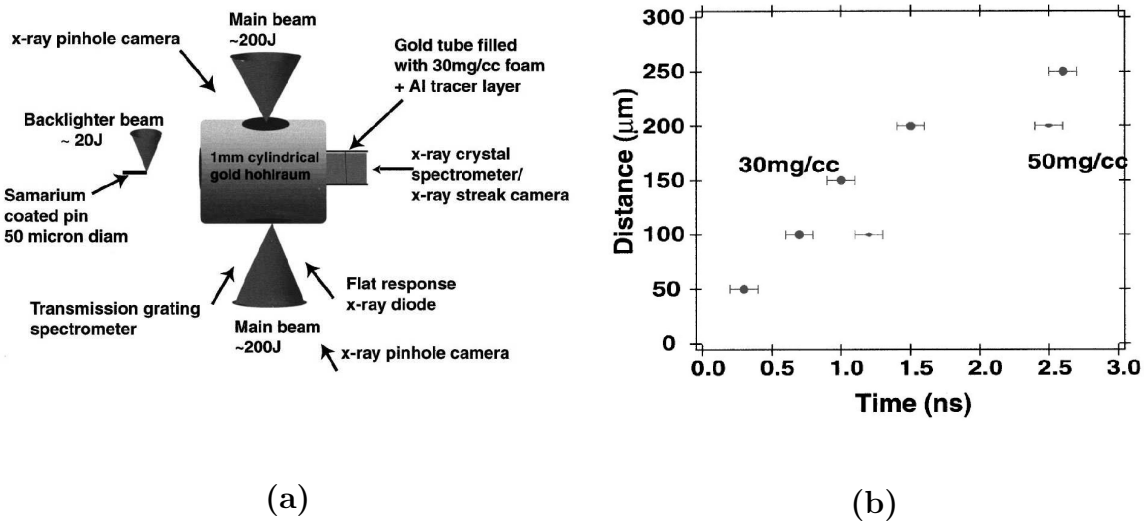 Main beam
~200J
x-ray pinhole camera
Gold tube filled
with 30mg/cc foam
+ Al tracer layer
Backlighter beam
~ 20J
1mm cylindrical
gold hohlraum
x-ray crystal
spectrometer/
x-ray streak camera
Samarium
coated pin
50 micron diam
Flat response
x-ray diode
Transmission grating
spectrometer
Main beam
~200J
x-ray pinhole camera
(a)
300
250
200
150
100
50
0
Distance (μm)
30mg/cc
50mg/cc
0.0 0.5 1.0 1.5 2.0 2.5 3.0
Time (ns)
(b)